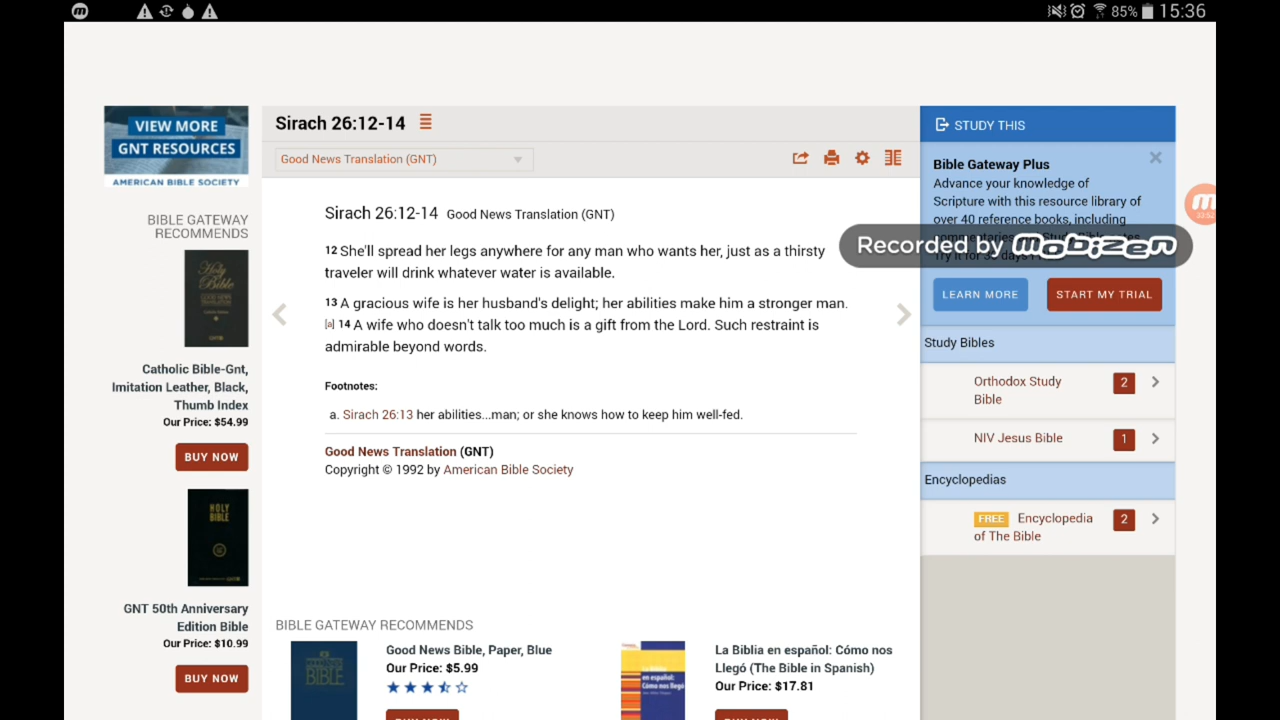 85% 15:36
VIEW MORE
GNT RESOURCES
AMERICAN BIBLE SOCIETY
BIBLE GATEWAY
RECOMMENDS
Catholic Bible-Gnt,
Imitation Leather, Black,
Thumb Index
Our Price: $54.99
BUY NOW
HOLY
BIBLE
GNT 50th Anniversary
Edition Bible
Our Price: $10.99
BUY NOW
Sirach 26:12-14
Good News Translation (GNT)
Sirach 26:12-14 Good News Translation (GNT)
12 She'll spread her legs anywhere for any man who wants her, just as a thirsty
traveler will drink whatever water is available.
13 A gracious wife is her husband's delight; her abilities make him a stronger man.
[a] 14 A wife who doesn't talk too much is a gift from the Lord. Such restraint is
admirable beyond words.
Footnotes:
a. Sirach 26:13 her abilities...man; or she knows how to keep him well-fed.
Good News Translation (GNT)
Copyright © 1992 by American Bible Society
BIBLE GATEWAY RECOMMENDS
Good News Bible, Paper, Blue
Our Price: $5.99
La Biblia en español: Cómo nos
Llegó (The Bible in Spanish)
Our Price: $17.81
STUDY THIS
Bible Gateway Plus
Advance your knowledge of
Scripture with this resource library of
over 40 reference books, including
Recorded by Mobizen
LEARN MORE
START MY TRIAL
Study Bibles
Orthodox Study
Bible
2
NIV Jesus Bible
1
Encyclopedias
FREE Encyclopedia
of The Bible
2